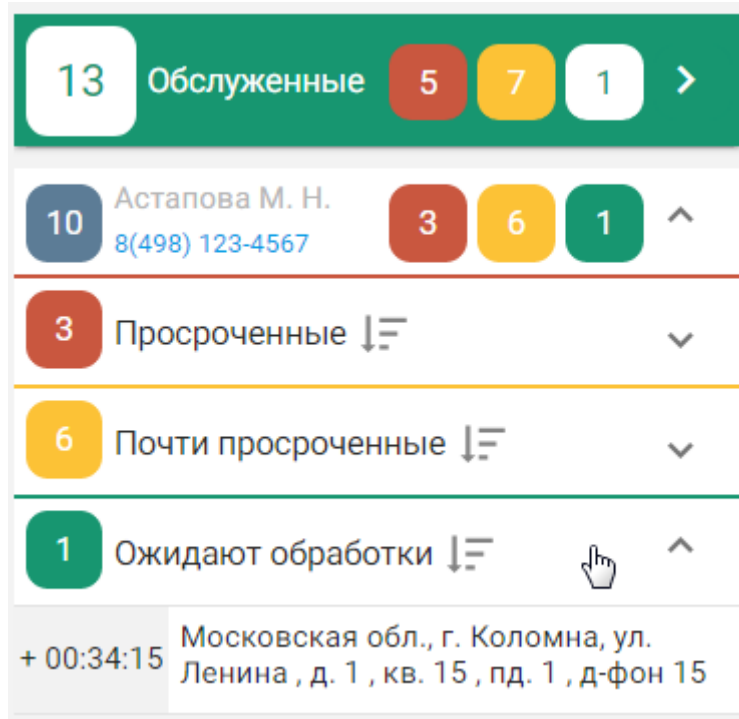 13 Обслуженные 5 7 1
10 Астапова М. Н. 3 6 1
8(498) 123-4567
3 Просроченные
6 Почти просроченные
1 Ожидают обработки
+ 00:34:15 Московская обл., г. Коломна, ул.
Ленина , д. 1 , кв. 15 , пд. 1 , д-фон 15